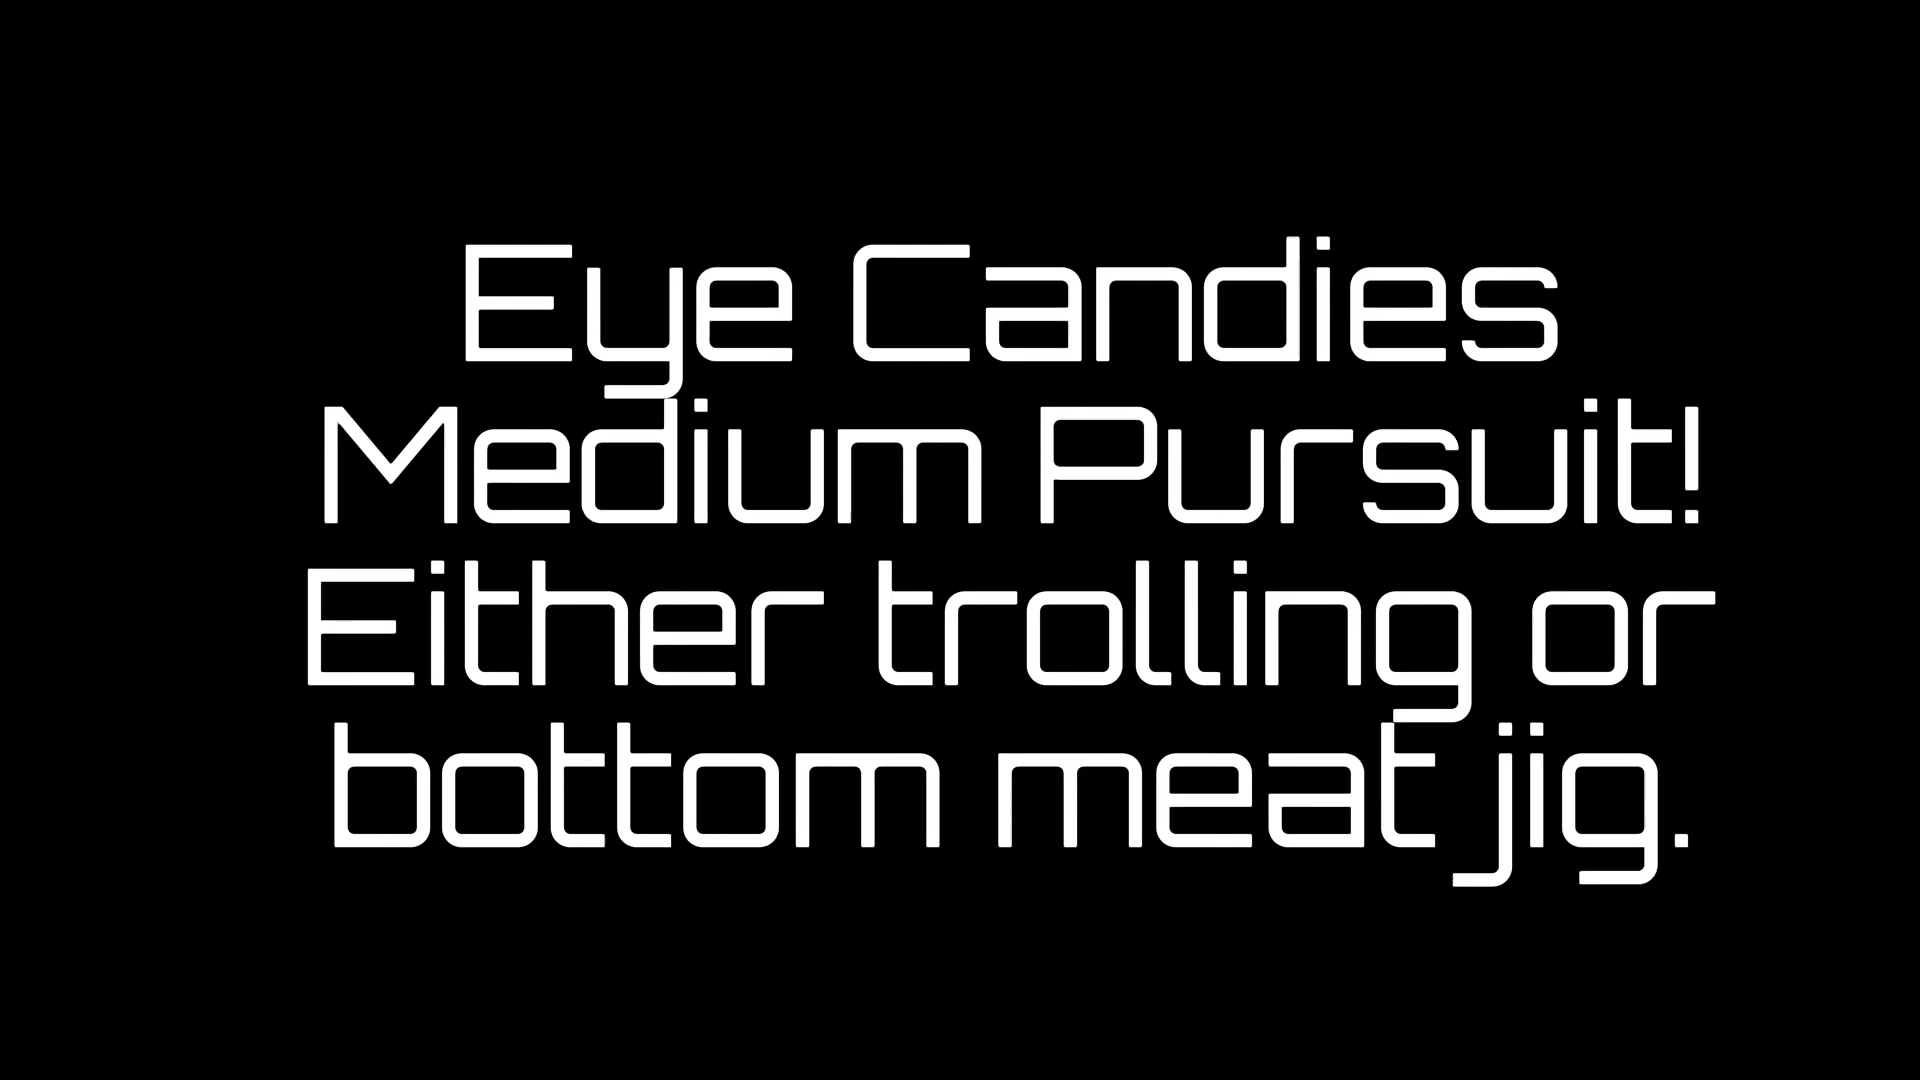 Eye Candies
Medium Pursuit!
Either trolling or
bottom meat jig.